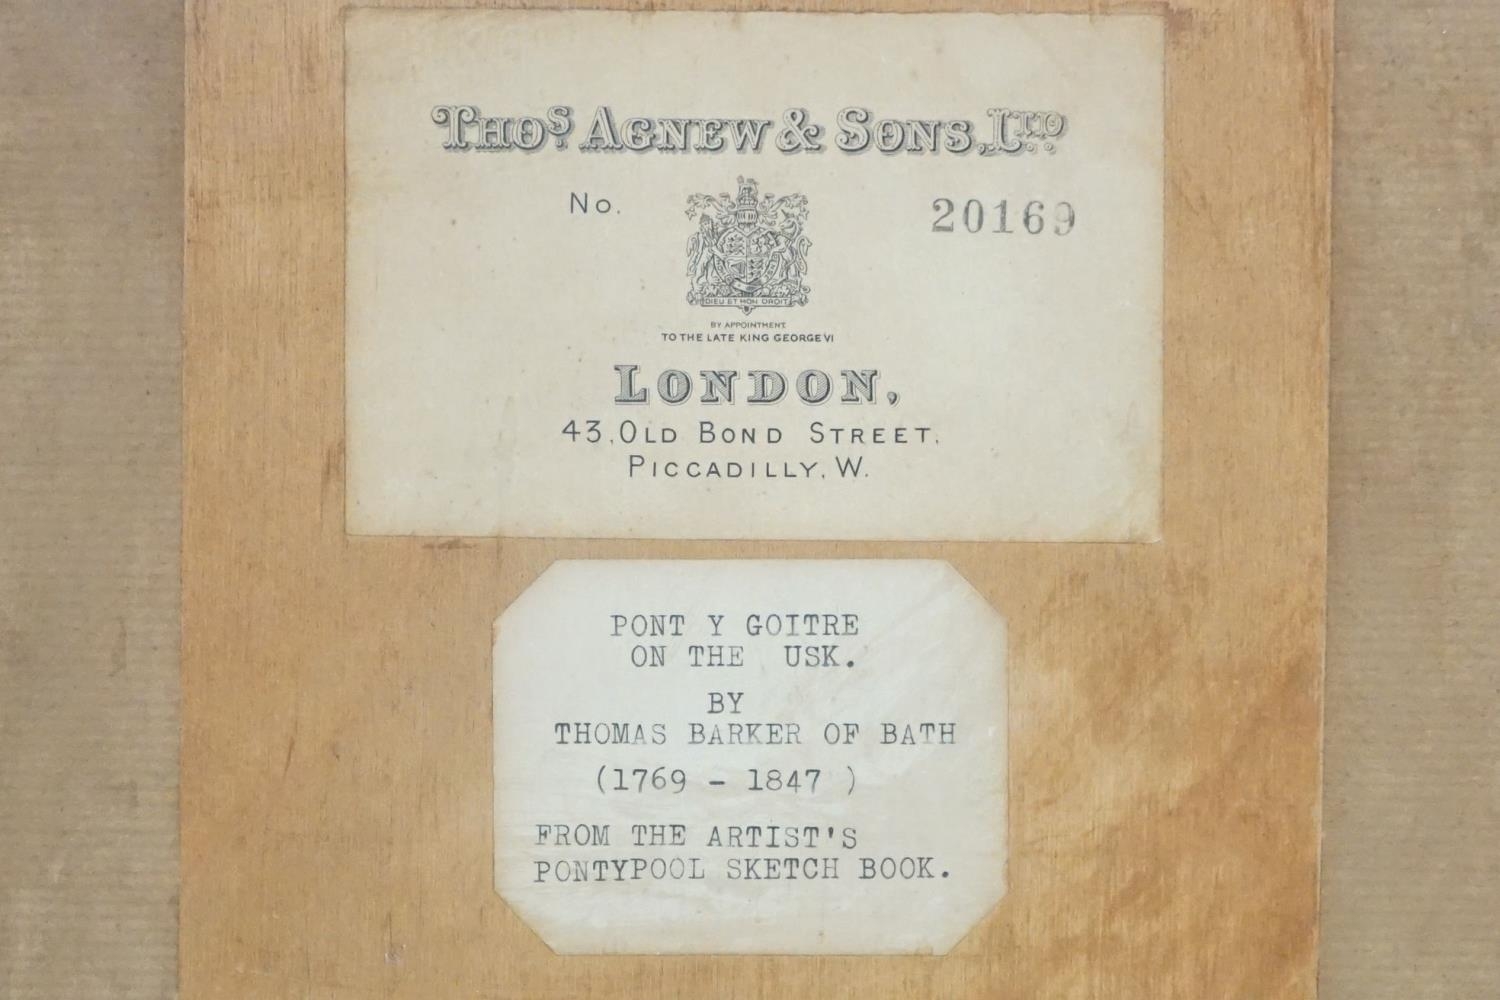 THOS. AGNEW & SONS, LTD.
No. 20169
DIEU ET MON DROIT
BY APPOINTMENT
TO THE LATE KING GEORGE VI
LONDON,
43, OLD BOND STREET,
PICCADILLY, W.
PONT Y GOITRE
ON THE USK.
BY
THOMAS BARKER OF BATH
(1769 - 1847 )
FROM THE ARTIST'S
PONTYPOOL SKETCH BOOK.